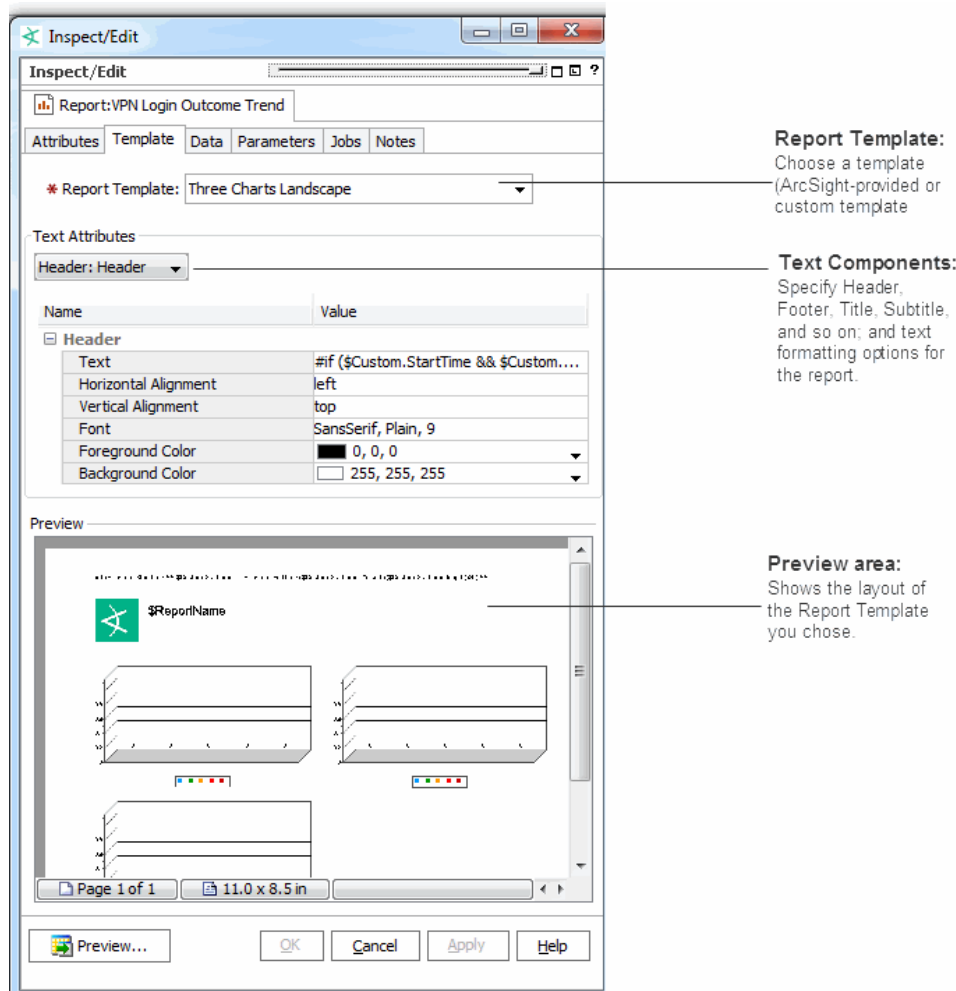 Inspect/Edit
Inspect/Edit
?
Report:VPN Login Outcome Trend
Attributes Template Data Parameters Jobs Notes
* Report Template: Three Charts Landscape
Text Attributes
Header: Header
Name Value
Header
Text #if ($Custom.StartTime && $Custom....
Horizontal Alignment left
Vertical Alignment top
Font SansSerif, Plain, 9
Foreground Color 0, 0, 0
Background Color 255, 255, 255
Preview
$ReportName
Page 1 of 1 11.0 x 8.5 in
Preview... OK Cancel Apply Help
Report Template:
Choose a template
(ArcSight-provided or
custom template
Text Components:
Specify Header,
Footer, Title, Subtitle,
and so on; and text
formatting options for
the report.
Preview area:
Shows the layout of
the Report Template
you chose.